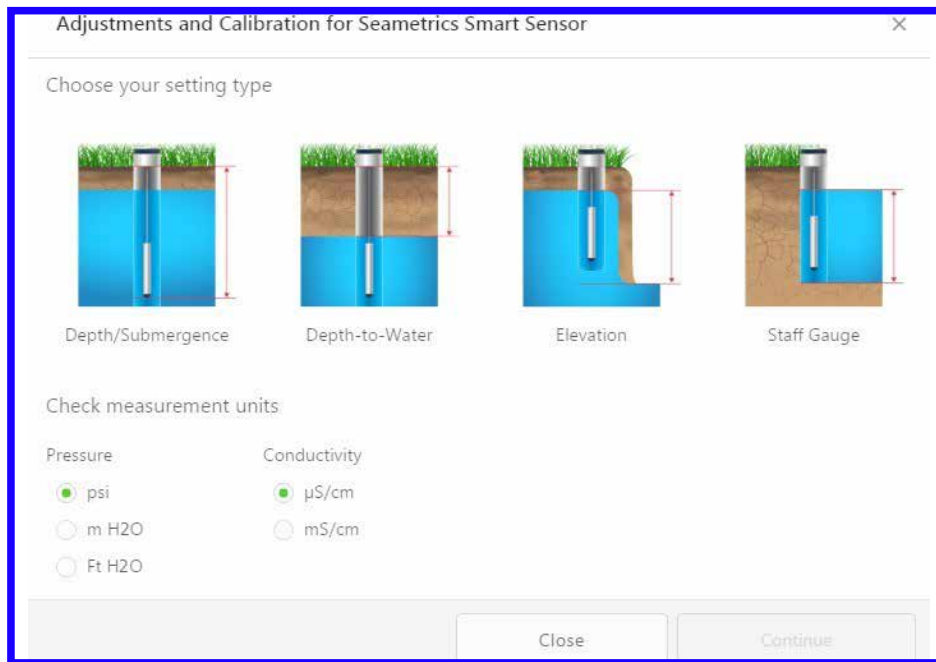 Adjustments and Calibration for Seametrics Smart Sensor
Choose your setting type
Depth/Submergence
Depth-to-Water
Elevation
Staff Gauge
Check measurement units
Pressure
Conductivity
psi
µS/cm
m H2O
mS/cm
Ft H2O
Close
Continue